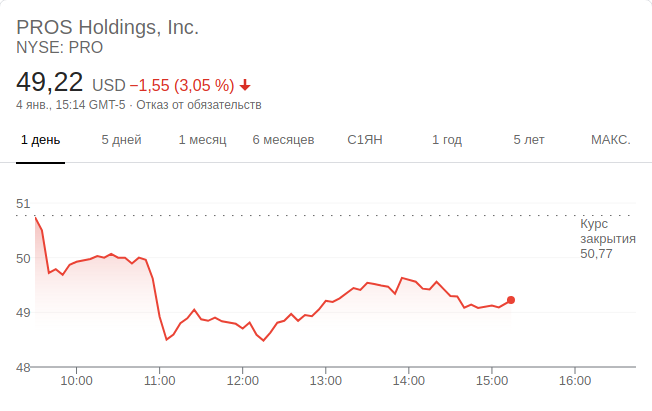 PROS Holdings, Inc.
NYSE: PRO
49,22 USD −1,55 (3,05 %)
4 янв., 15:14 GMT-5 · Отказ от обязательств
1 день 5 дней 1 месяц 6 месяцев С1ЯН 1 год 5 лет МАКС.
51
Курс
закрытия
50,77
50
49
48
10:00 11:00 12:00 13:00 14:00 15:00 16:00